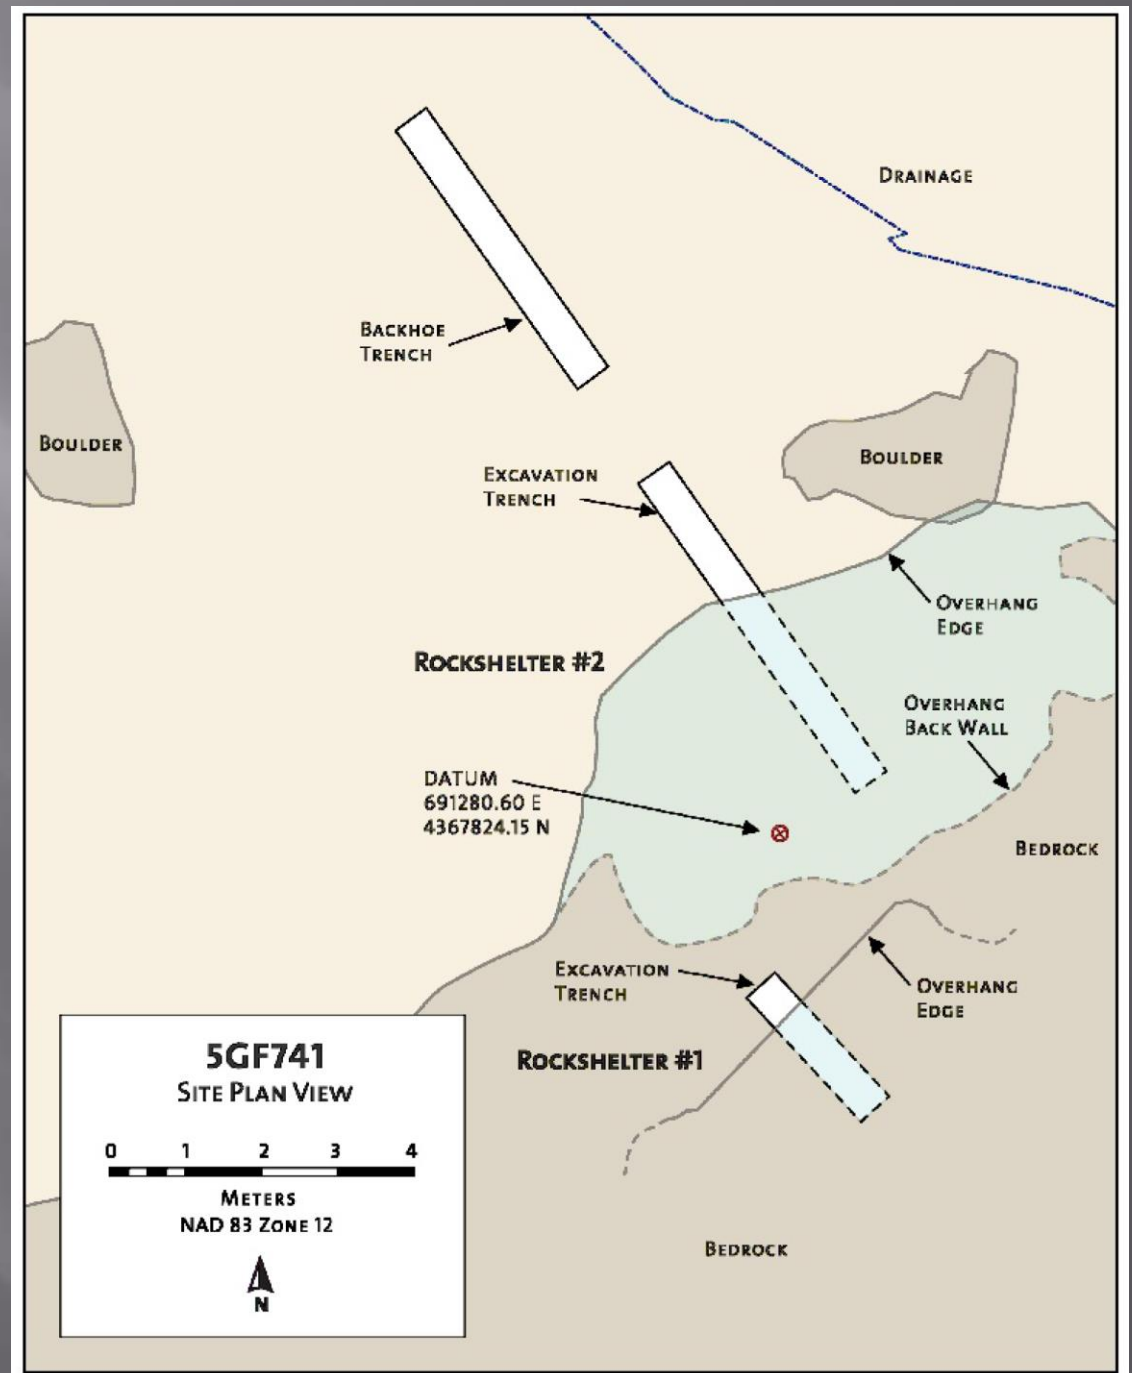 DRAINAGE
BACKHOE
TRENCH
BOULDER
BOULDER
EXCAVATION
TRENCH
OVERHANG
EDGE
ROCKSHELTER #2
OVERHANG
BACK WALL
DATUM
691280.60 E
4367824.15 N
BEDROCK
EXCAVATION
TRENCH
OVERHANG
EDGE
ROCKSHELTER #1
5GF741
SITE PLAN VIEW
0 1 2 3 4
METERS
NAD 83 ZONE 12
N
BEDROCK